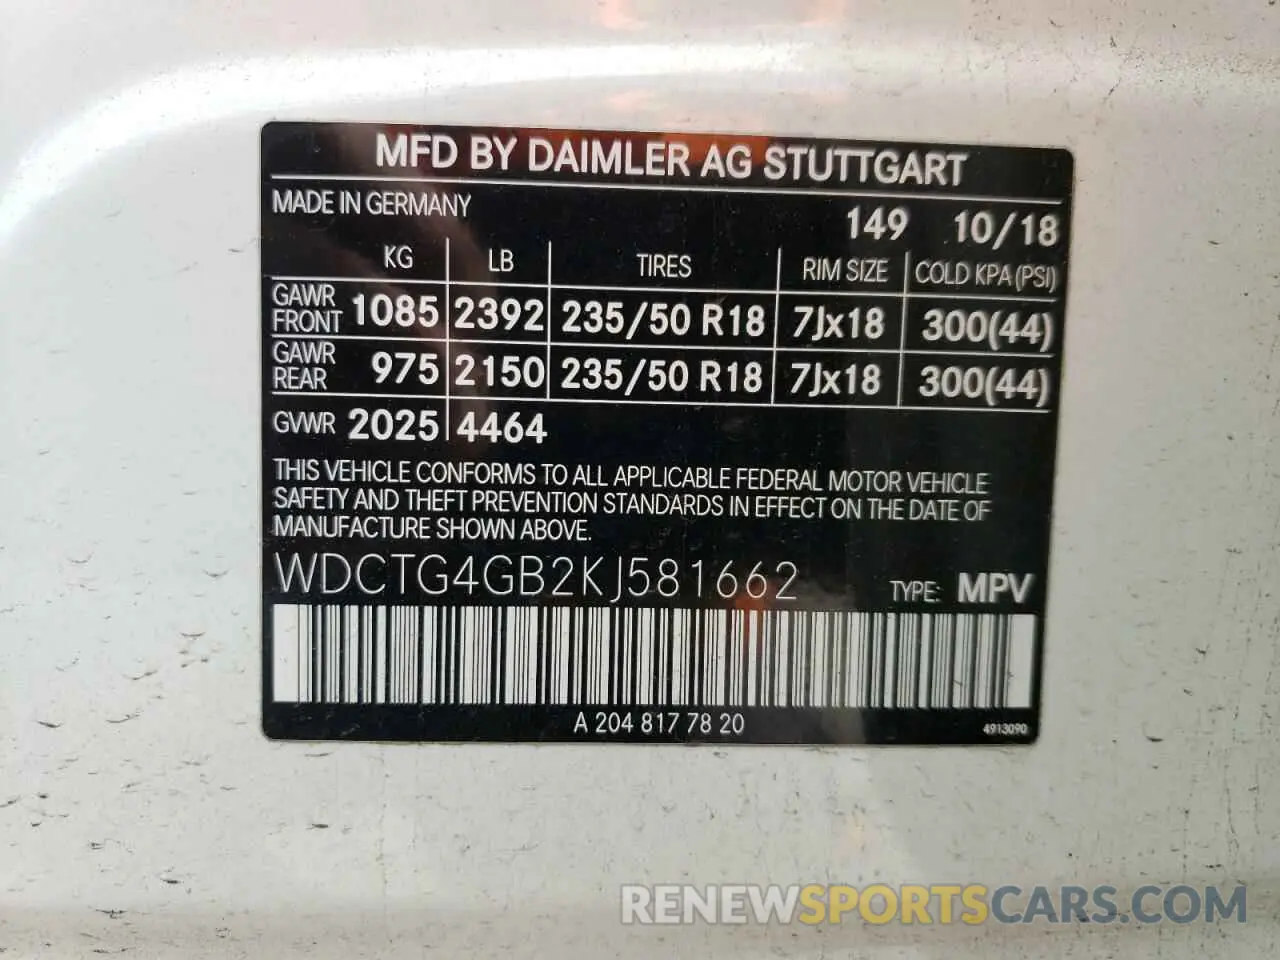 MFD BY DAIMLER AG STUTTGART
MADE IN GERMANY
149 10/18
KG LB TIRES RIM SIZE COLD KPA (PSI)
GAWR FRONT 1085 2392 235/50 R18 7Jx18 300(44)
GAWR REAR 975 2150 235/50 R18 7Jx18 300(44)
GVWR 2025 4464
THIS VEHICLE CONFORMS TO ALL APPLICABLE FEDERAL MOTOR VEHICLE
SAFETY AND THEFT PREVENTION STANDARDS IN EFFECT ON THE DATE OF
MANUFACTURE SHOWN ABOVE.
WDCTG4GB2KJ581662 TYPE: MPV
A 204 817 78 20 4913090
RENEWSPORTSCARS.COM